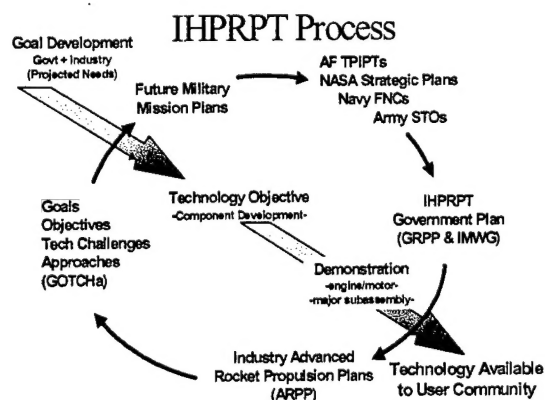 IHPRPT Process
Goal Development
Govt + Industry
(Projected Needs)
Future Military
Mission Plans
AF TPIPTs
NASA Strategic Plans
Navy FNCs
Army STOs
Technology Objective
-Component Development-
IHPRPT
Government Plan
(GRPP & IMWG)
Goals
Objectives
Tech Challenges
Approaches
(GOTCHa)
Demonstration
-engine/motor-
-major subassembly-
Industry Advanced
Rocket Propulsion Plans
(ARPP)
Technology Available
to User Community